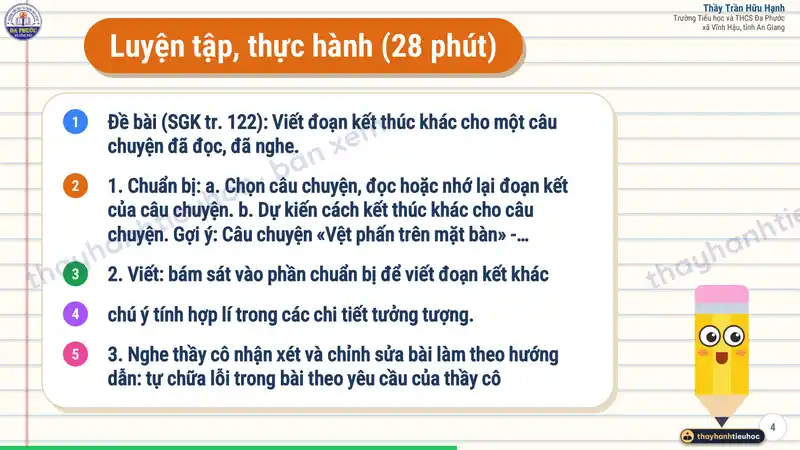 Thầy Trần Hữu Hạnh
Trường Tiểu học và THCS Đa Phước
xã Vĩnh Hậu, tỉnh An Giang
ĐA PHƯỚC
Luyện tập, thực hành (28 phút)
1
Đề bài (SGK tr. 122): Viết đoạn kết thúc khác cho một câu
chuyện đã đọc, đã nghe.
2
1. Chuẩn bị: a. Chọn câu chuyện, đọc hoặc nhớ lại đoạn kết
của câu chuyện. b. Dự kiến cách kết thúc khác cho câu
chuyện. Gợi ý: Câu chuyện «Vệt phấn trên mặt bàn» -...
3
2. Viết: bám sát vào phần chuẩn bị để viết đoạn kết khác
4
chú ý tính hợp lí trong các chi tiết tưởng tượng.
5
3. Nghe thầy cô nhận xét và chỉnh sửa bài làm theo hướng
dẫn: tự chữa lỗi trong bài theo yêu cầu của thầy cô
thayhanhtieuhoc
4